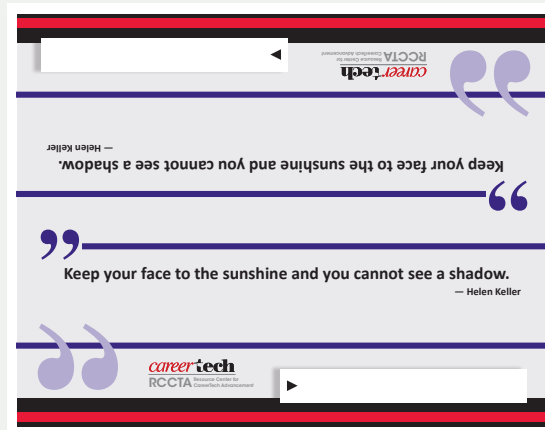 careertech
RCCTA Resource Center for
CareerTech Advancement
Keep your face to the sunshine and you cannot see a shadow.
— Helen Keller
Keep your face to the sunshine and you cannot see a shadow.
— Helen Keller
careertech
RCCTA Resource Center for
CareerTech Advancement